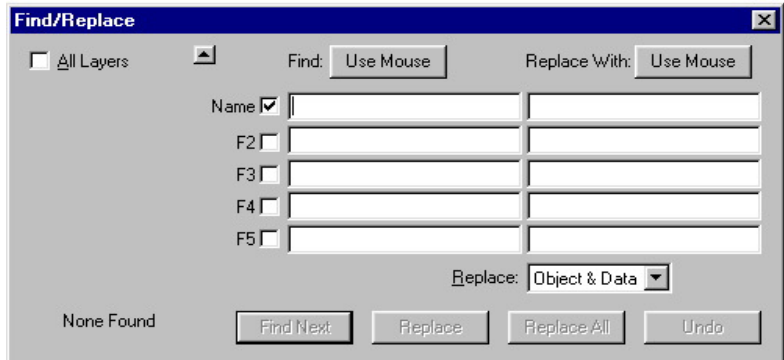 Find/Replace
All Layers Find: Use Mouse Replace With: Use Mouse
Name
F2
F3
F4
F5
Replace: Object & Data
None Found Find Next Replace Replace All Undo